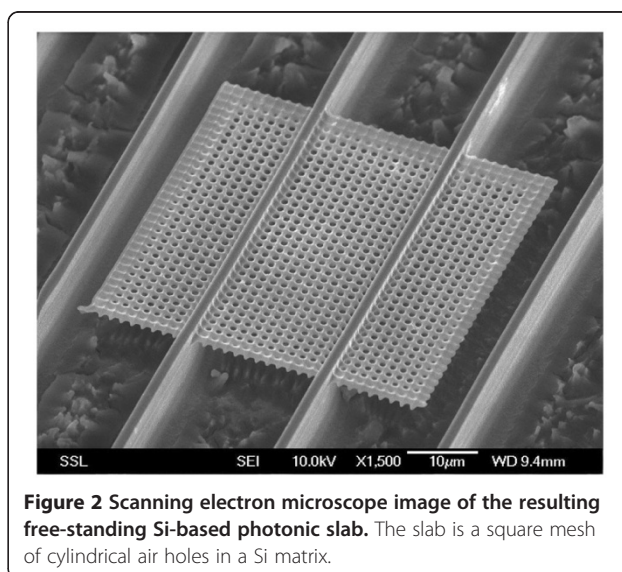 SSL SEI 10.0kV X1,500 10µm WD 9.4mm
Figure 2 Scanning electron microscope image of the resulting
free-standing Si-based photonic slab. The slab is a square mesh
of cylindrical air holes in a Si matrix.